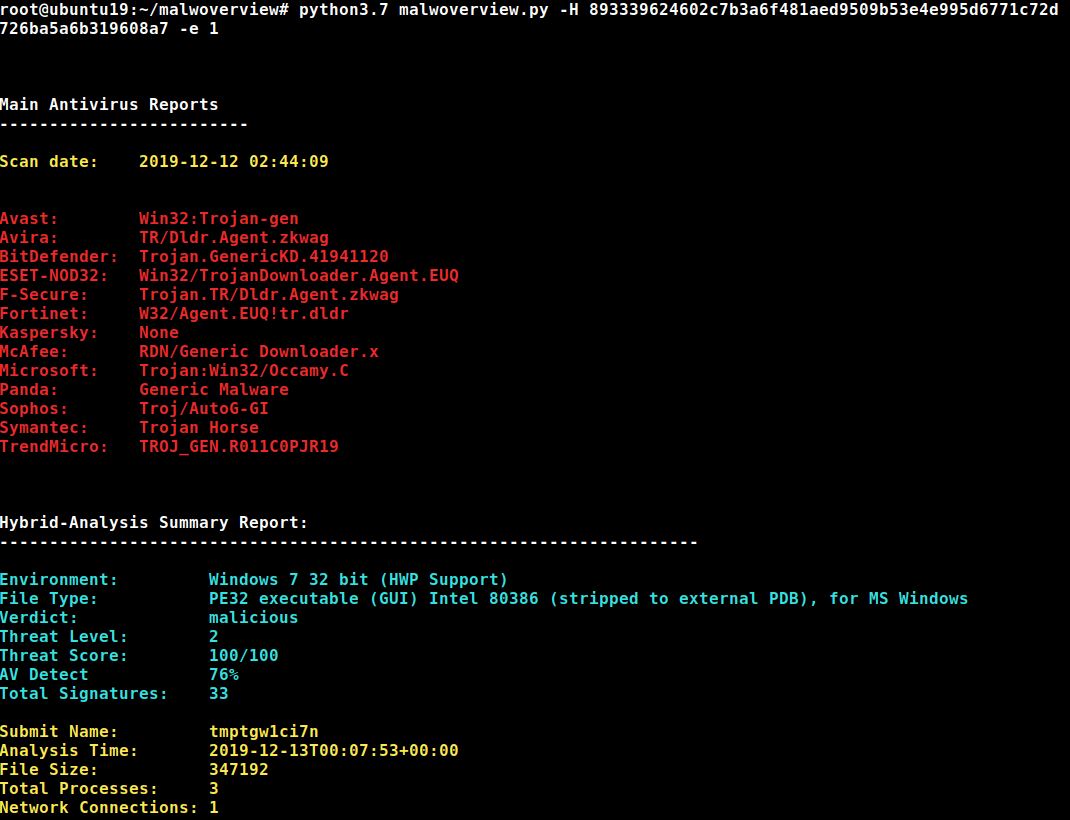 root@ubuntu19:~/malwoverview# python3.7 malwoverview.py -H 893339624602c7b3a6f481aed9509b53e4e995d6771c72d
726ba5a6b319608a7 -e 1
Main Antivirus Reports
-------------------------
Scan date:    2019-12-12 02:44:09
Avast:        Win32:Trojan-gen
Avira:        TR/Dldr.Agent.zkwag
BitDefender:  Trojan.GenericKD.41941120
ESET-NOD32:   Win32/TrojanDownloader.Agent.EUQ
F-Secure:     Trojan.TR/Dldr.Agent.zkwag
Fortinet:     W32/Agent.EUQ!tr.dldr
Kaspersky:    None
McAfee:       RDN/Generic Downloader.x
Microsoft:    Trojan:Win32/Occamy.C
Panda:        Generic Malware
Sophos:       Troj/AutoG-GI
Symantec:     Trojan Horse
TrendMicro:   TROJ_GEN.R011C0PJR19
Hybrid-Analysis Summary Report:
----------------------------------------------------------------------
Environment:         Windows 7 32 bit (HWP Support)
File Type:           PE32 executable (GUI) Intel 80386 (stripped to external PDB), for MS Windows
Verdict:             malicious
Threat Level:        2
Threat Score:        100/100
AV Detect            76%
Total Signatures:    33
Submit Name:         tmptgw1ci7n
Analysis Time:       2019-12-13T00:07:53+00:00
File Size:           347192
Total Processes:     3
Network Connections: 1